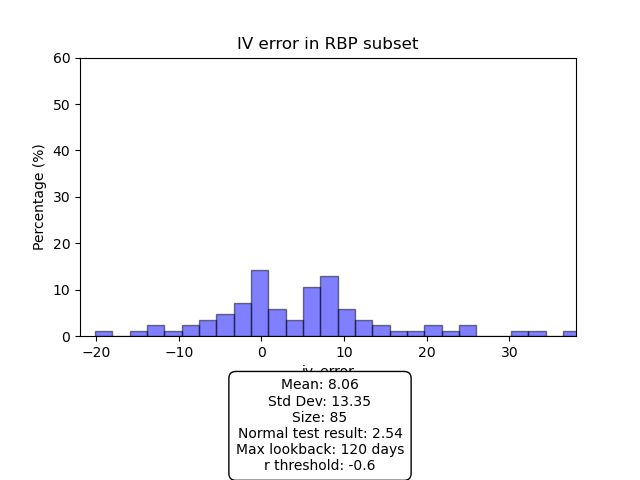 IV error in RBP subset
60
50
40
30
20
10
0
Percentage (%)
−20 −10 0 10 20 30
iv_error
Mean: 8.06
Std Dev: 13.35
Size: 85
Normal test result: 2.54
Max lookback: 120 days
r threshold: -0.6